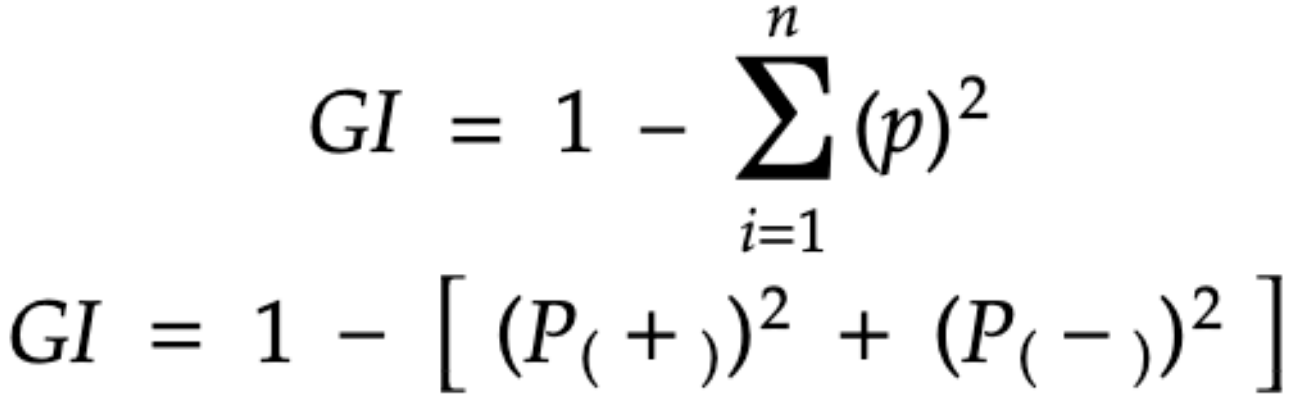 GI = 1 − ∑_{i=1}^{n} (p)²
GI = 1 − [ (P₍ + ₎)² + (P₍ − ₎)² ]